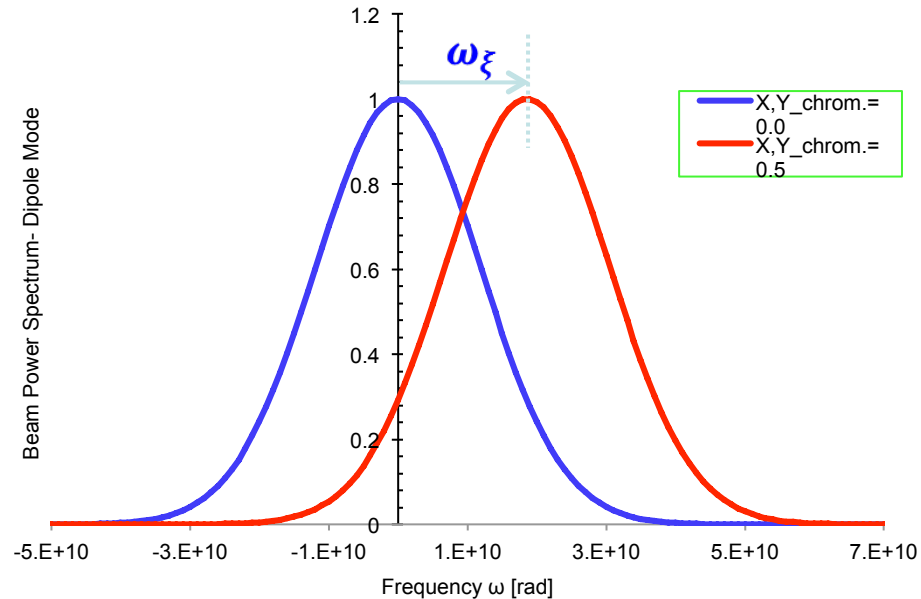 1.2
ωξ
1
X,Y_chrom.=
0.0
X,Y_chrom.=
0.5
0.8
0.6
0.4
0.2
0
Beam Power Spectrum- Dipole Mode
-5.E+10 -3.E+10 -1.E+10 1.E+10 3.E+10 5.E+10 7.E+10
Frequency ω [rad]